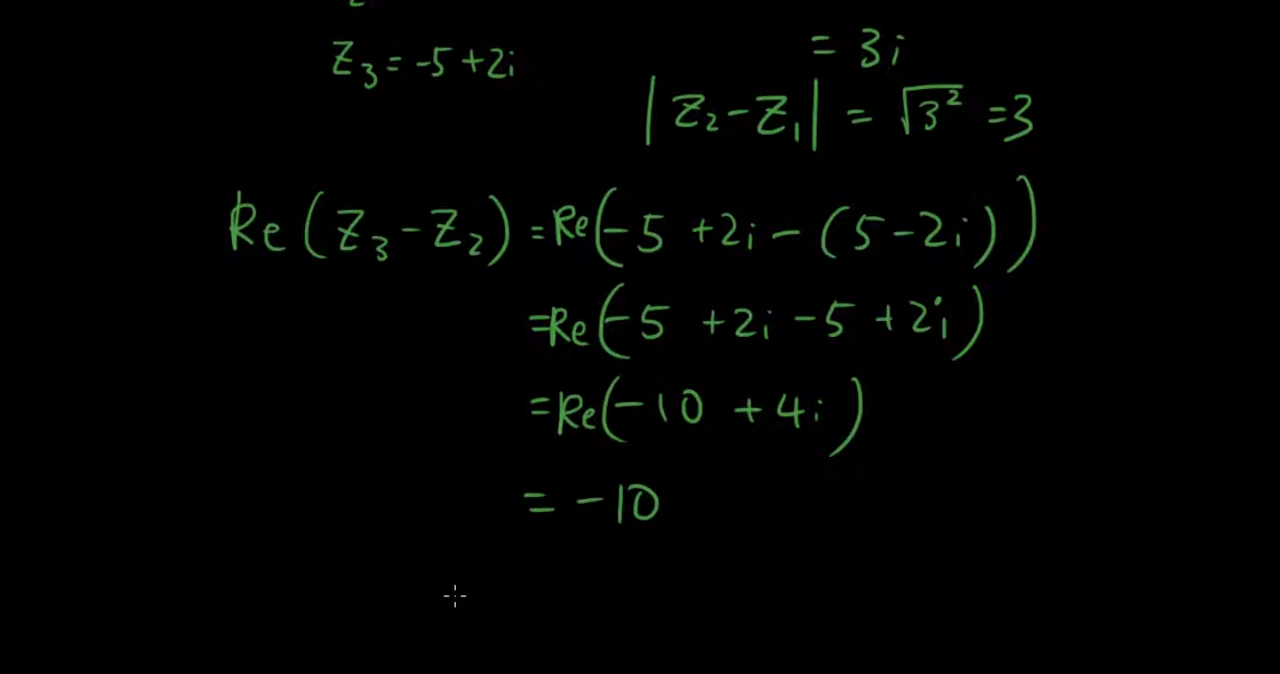 = 3i
Z₃ = -5 + 2i
|Z₂ - Z₁| = √3² = 3
Re(Z₃ - Z₂) = Re(-5 + 2i - (5 - 2i))
= Re(-5 + 2i - 5 + 2i)
= Re(-10 + 4i)
= -10